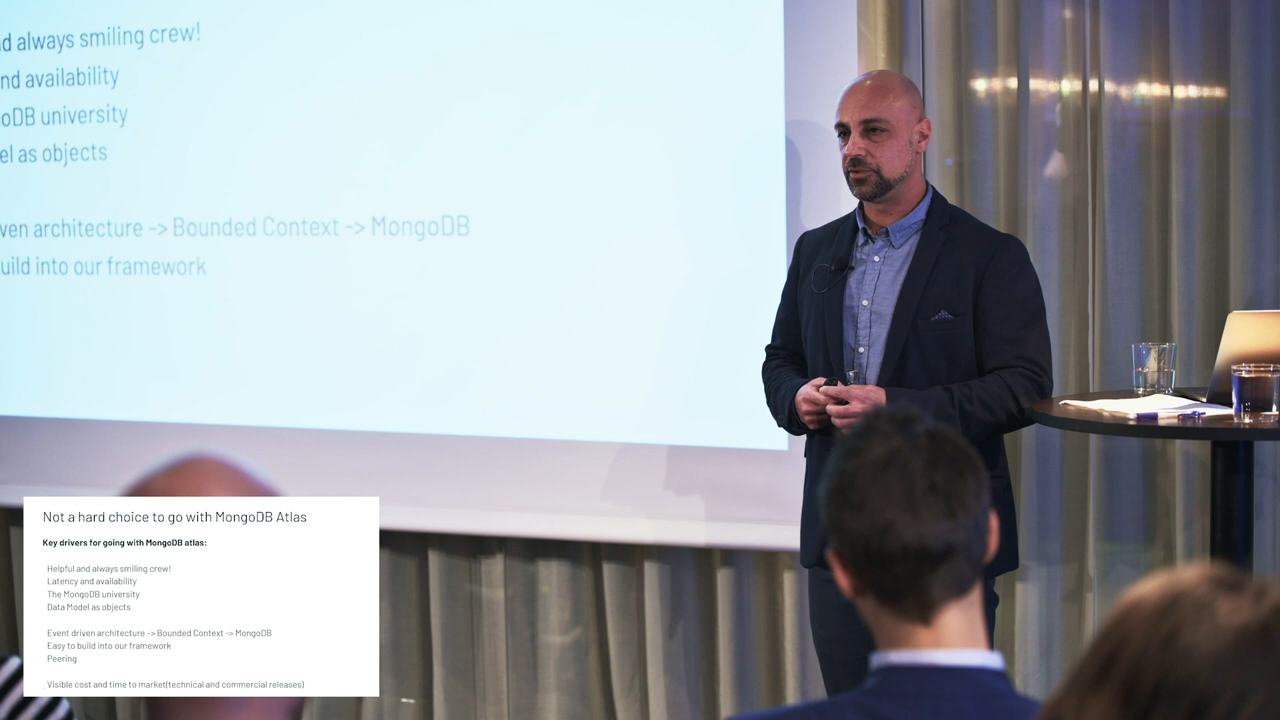 d always smiling crew!
nd availability
oDB university
el as objects
ven architecture -> Bounded Context -> MongoDB
uild into our framework
Not a hard choice to go with MongoDB Atlas
Key drivers for going with MongoDB atlas:
Helpful and always smiling crew!
Latency and availability
The MongoDB university
Data Model as objects
Event driven architecture -> Bounded Context -> MongoDB
Easy to build into our framework
Peering
Visible cost and time to market(technical and commercial releases)